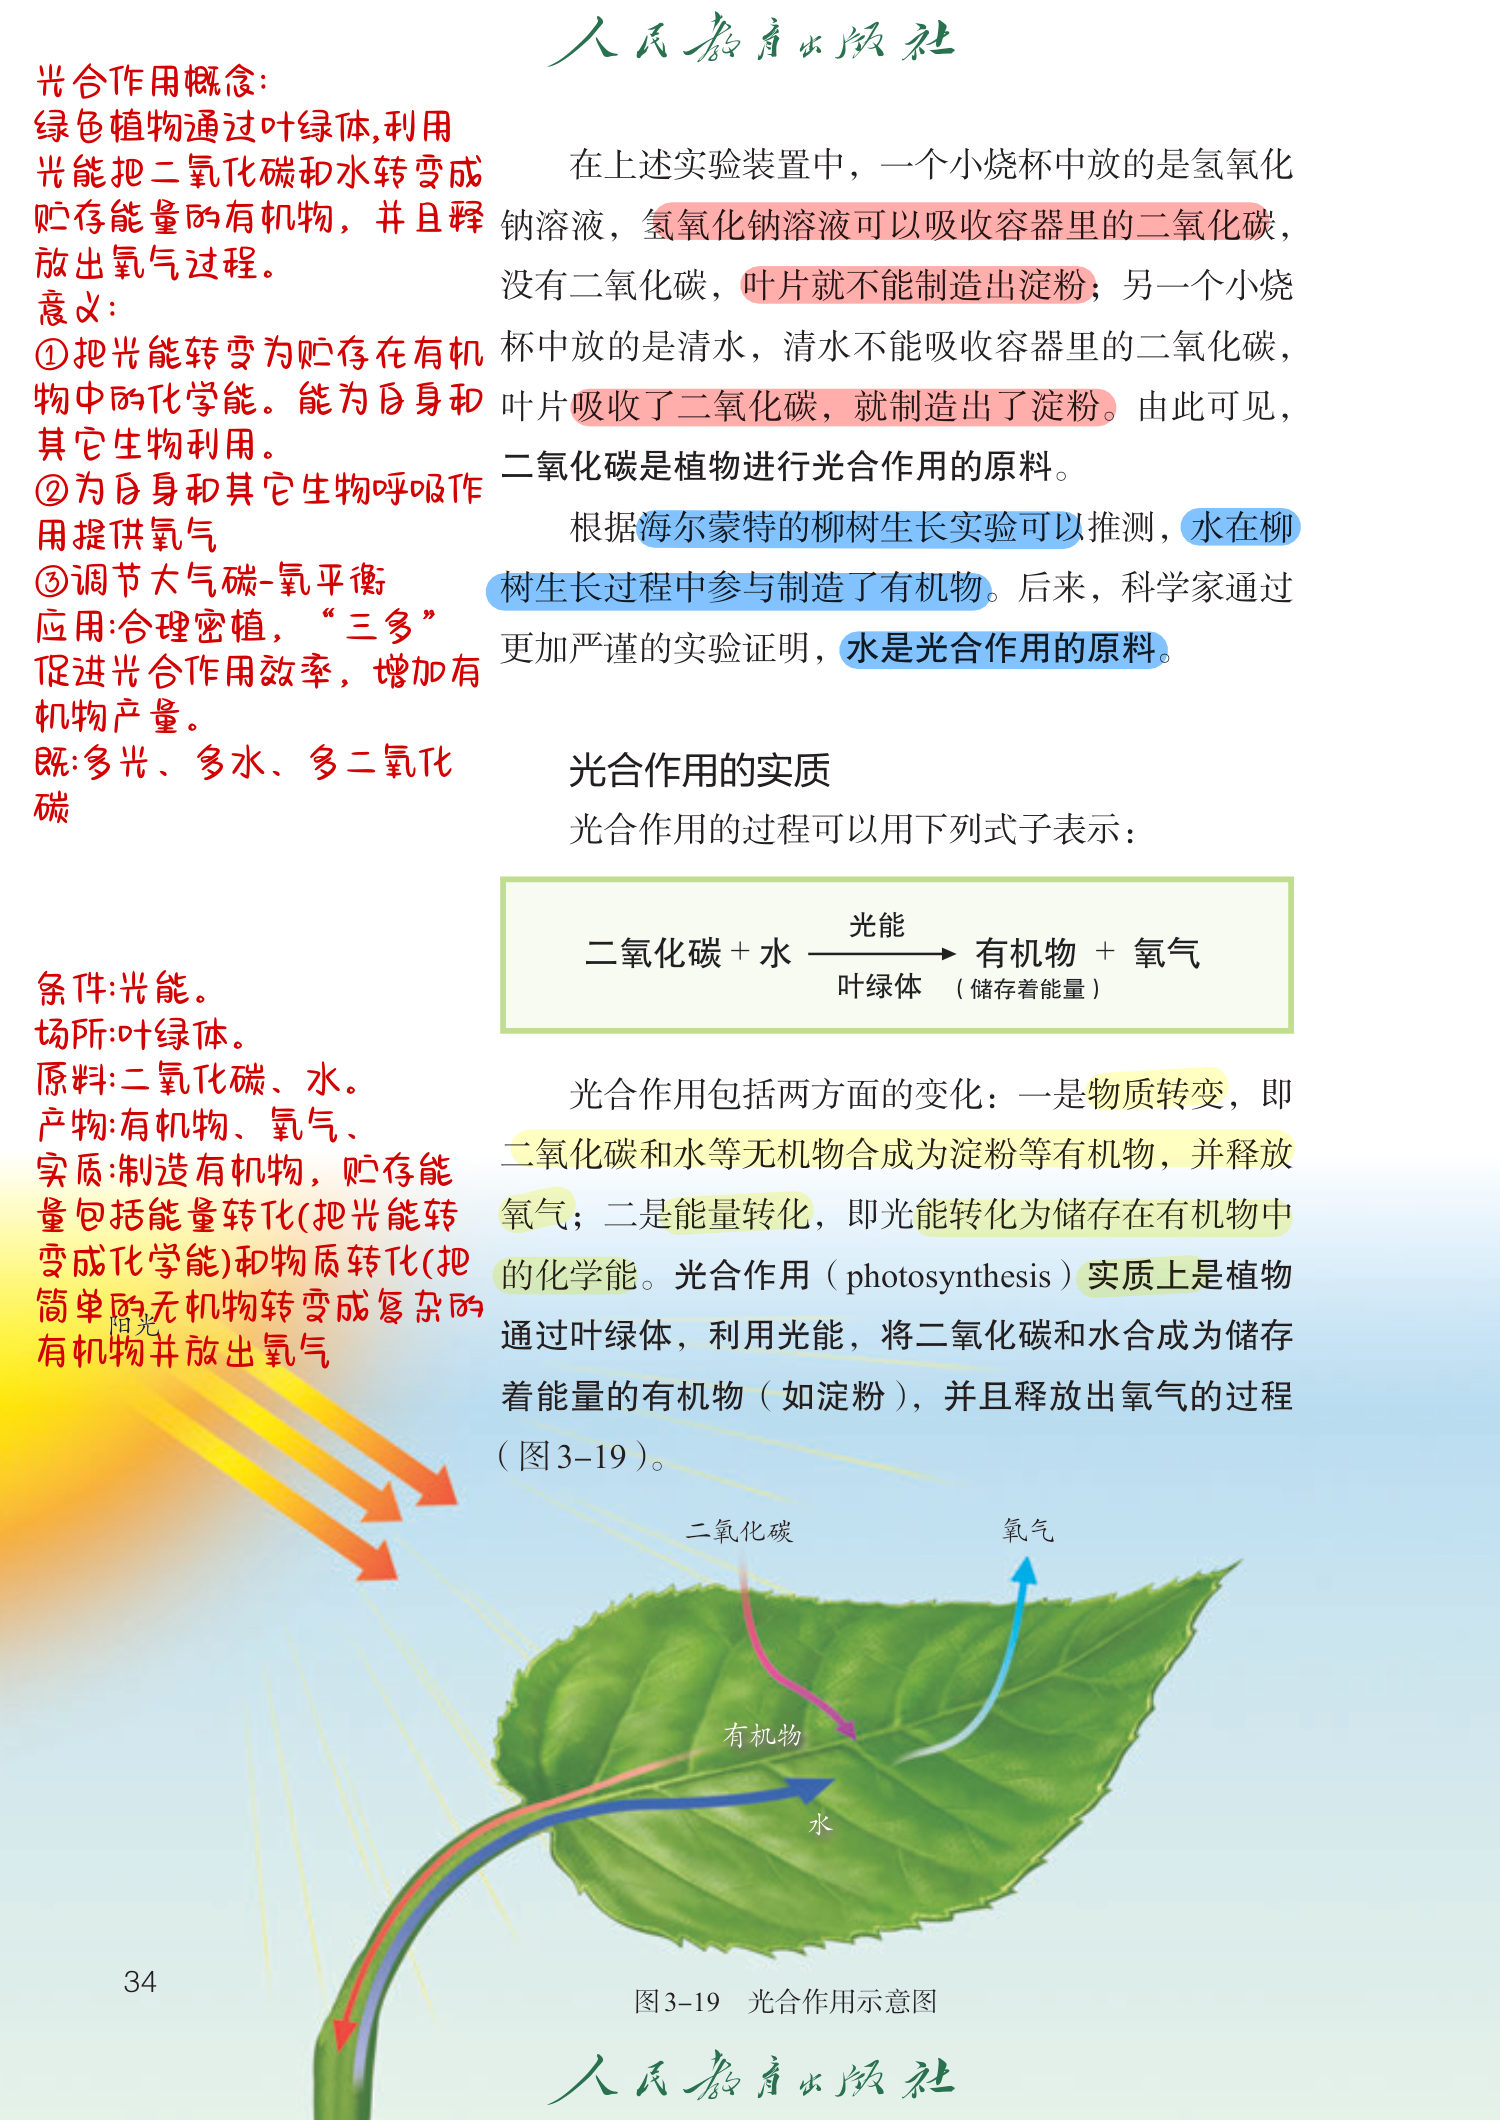 人民教育出版社
光合作用概念:
绿色植物通过叶绿体,利用
光能把二氧化碳和水转变成
贮存能量的有机物，并且释
放出氧气过程。
意义:
①把光能转变为贮存在有机
物中的化学能。能为自身和
其它生物利用。
②为自身和其它生物呼吸作
用提供氧气
③调节大气碳-氧平衡
应用:合理密植，“三多”
促进光合作用效率，增加有
机物产量。
既:多光、多水、多二氧化
碳
条件:光能。
场所:叶绿体。
原料:二氧化碳、水。
产物:有机物、氧气、
实质:制造有机物，贮存能
量包括能量转化(把光能转
变成化学能)和物质转化(把
简单的无机物转变成复杂的
有机物并放出氧气
在上述实验装置中，一个小烧杯中放的是氢氧化
钠溶液，氢氧化钠溶液可以吸收容器里的二氧化碳，
没有二氧化碳，叶片就不能制造出淀粉；另一个小烧
杯中放的是清水，清水不能吸收容器里的二氧化碳，
叶片吸收了二氧化碳，就制造出了淀粉。由此可见，
二氧化碳是植物进行光合作用的原料。
根据海尔蒙特的柳树生长实验可以推测，水在柳
树生长过程中参与制造了有机物。后来，科学家通过
更加严谨的实验证明，水是光合作用的原料。
光合作用的实质
光合作用的过程可以用下列式子表示：
光能
二氧化碳 + 水 → 有机物 + 氧气
叶绿体 （储存着能量）
光合作用包括两方面的变化：一是物质转变，即
二氧化碳和水等无机物合成为淀粉等有机物，并释放
氧气；二是能量转化，即光能转化为储存在有机物中
的化学能。光合作用（photosynthesis）实质上是植物
通过叶绿体，利用光能，将二氧化碳和水合成为储存
着能量的有机物（如淀粉），并且释放出氧气的过程
（图3-19）。
阳光
二氧化碳
氧气
有机物
水
34
图3-19 光合作用示意图
人民教育出版社